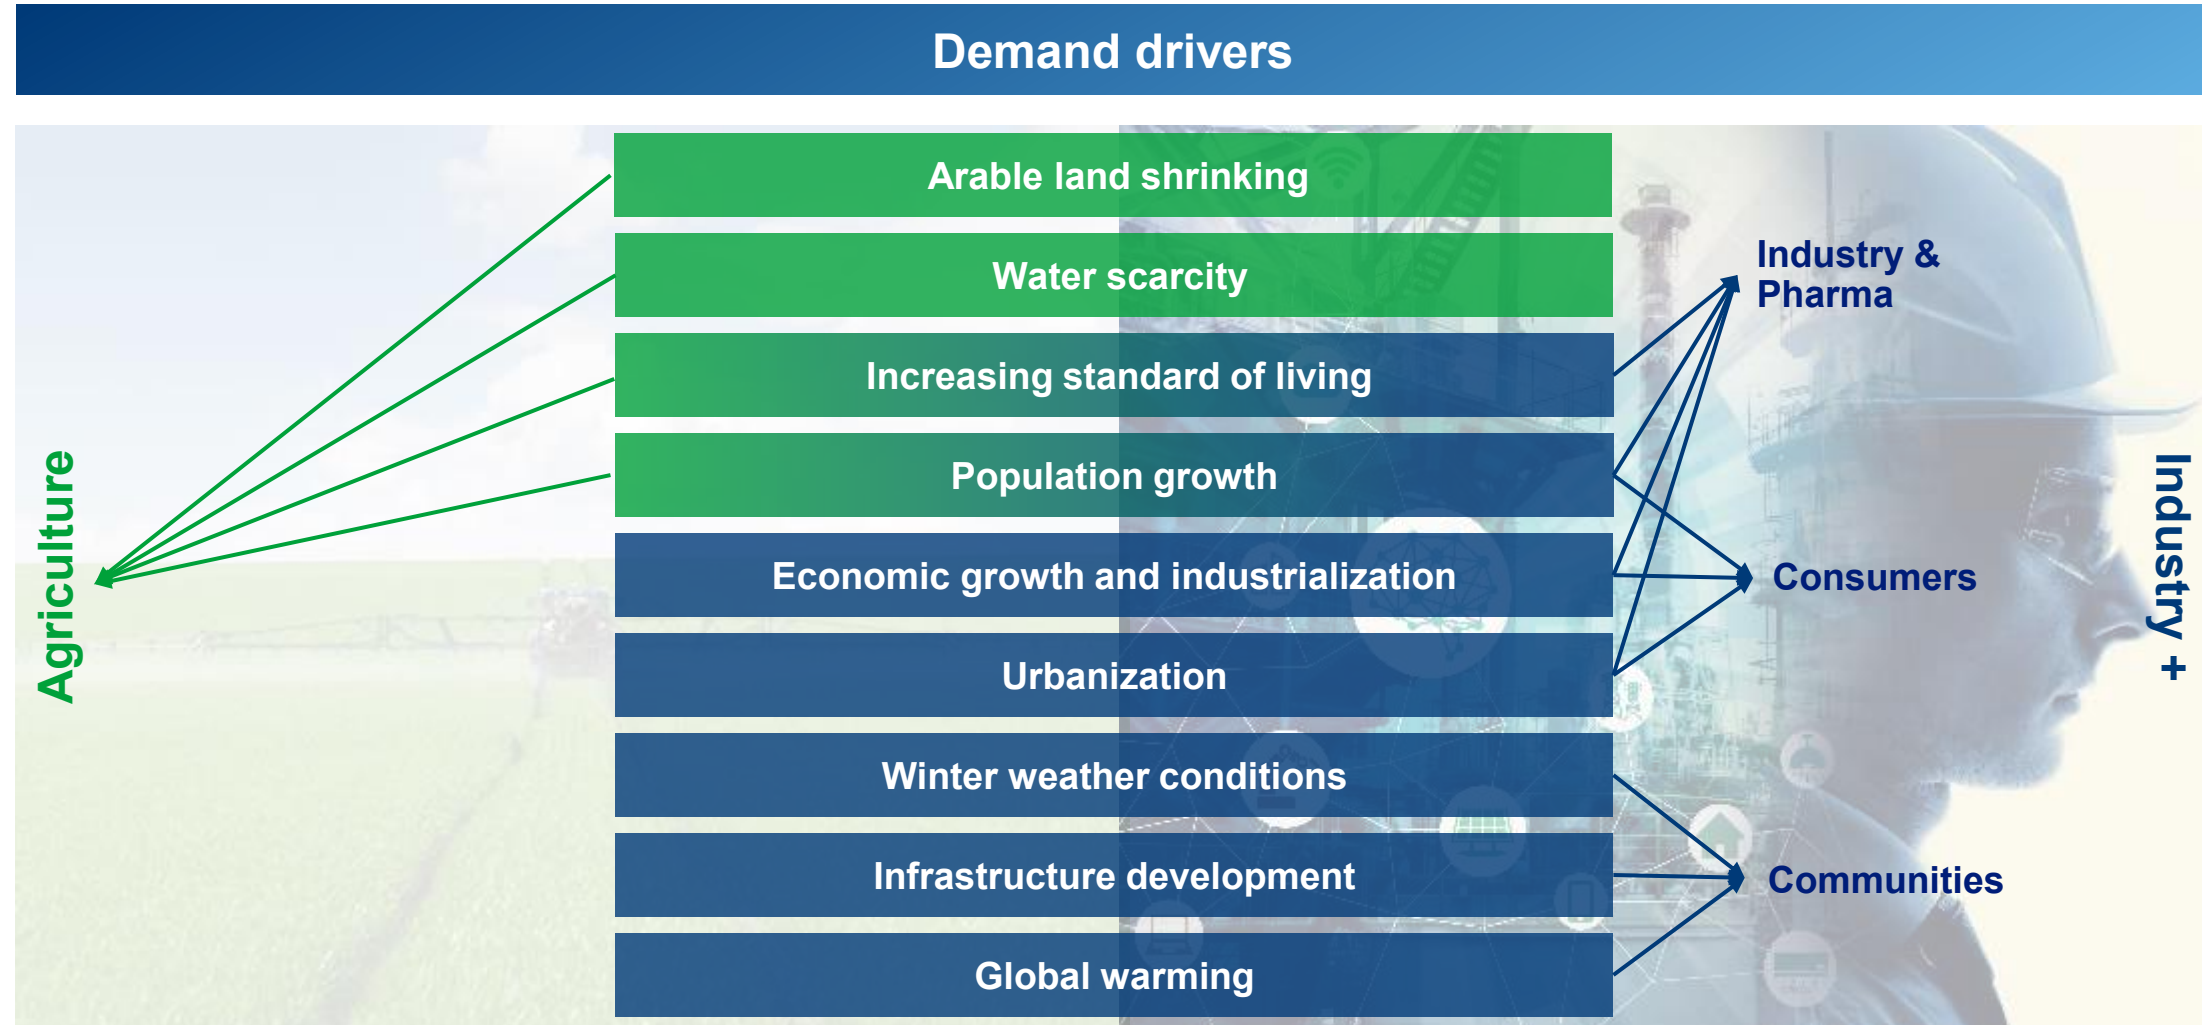 Demand drivers
Agriculture
Arable land shrinking
Water scarcity
Increasing standard of living
Population growth
Economic growth and industrialization
Urbanization
Winter weather conditions
Infrastructure development
Global warming
Industry &
Pharma
Consumers
Communities
Industry +